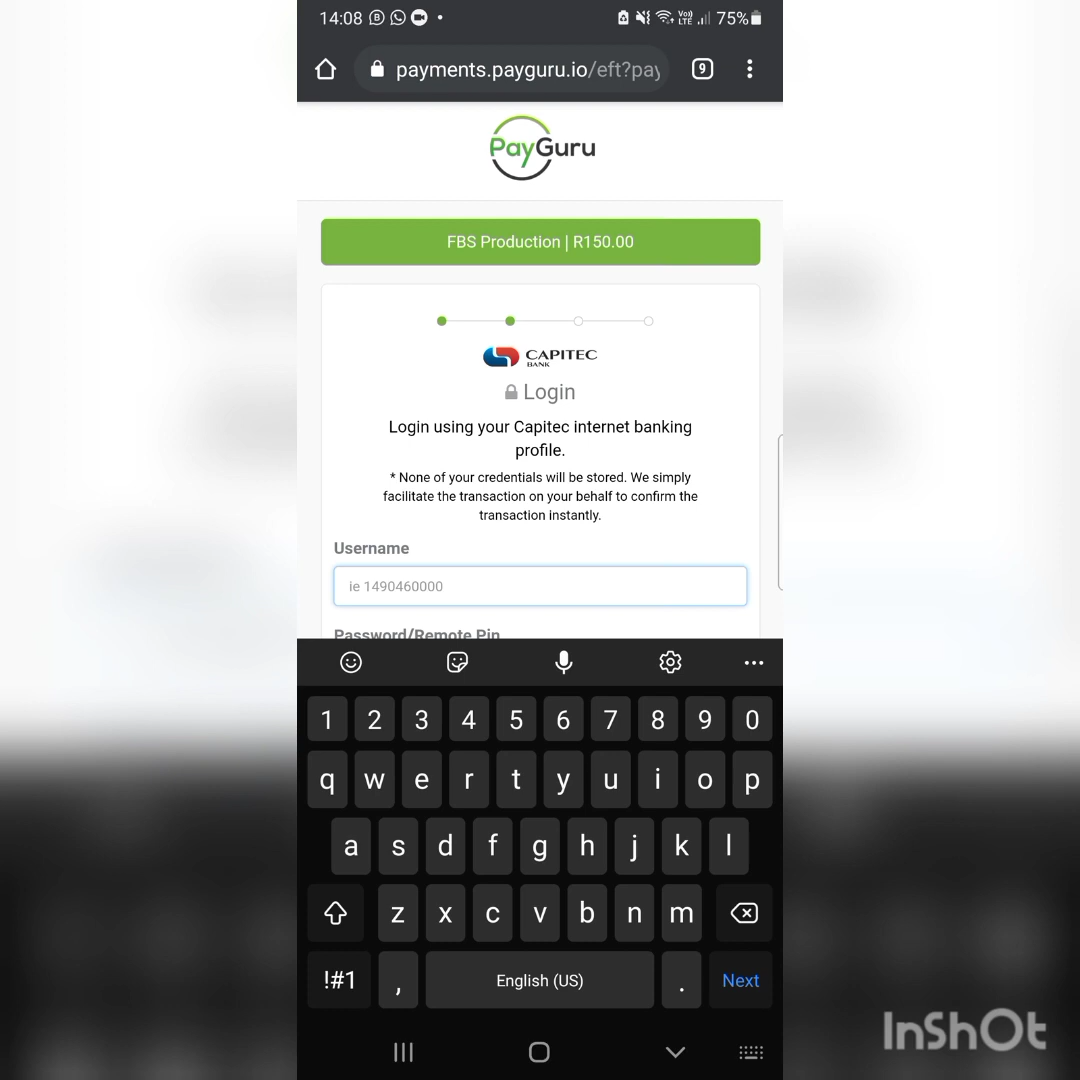 14:08 75%
payments.payguru.io/eft?pay 9
PayGuru
FBS Production | R150.00
CAPITEC
BANK
Login
Login using your Capitec internet banking
profile.
* None of your credentials will be stored. We simply
facilitate the transaction on your behalf to confirm the
transaction instantly.
Username
ie 1490460000
Password/Remote Pin
1 2 3 4 5 6 7 8 9 0
q w e r t y u i o p
a s d f g h j k l
z x c v b n m
!#1 , English (US) . Next
InShOt